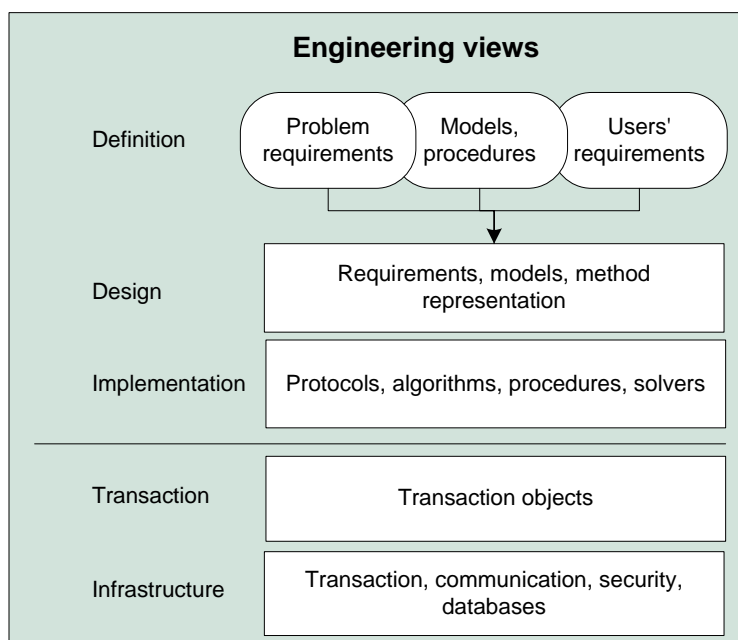 Engineering views
Definition
Problem
requirements
Models,
procedures
Users'
requirements
Design
Requirements, models, method
representation
Implementation
Protocols, algorithms, procedures, solvers
Transaction
Transaction objects
Infrastructure
Transaction, communication, security,
databases